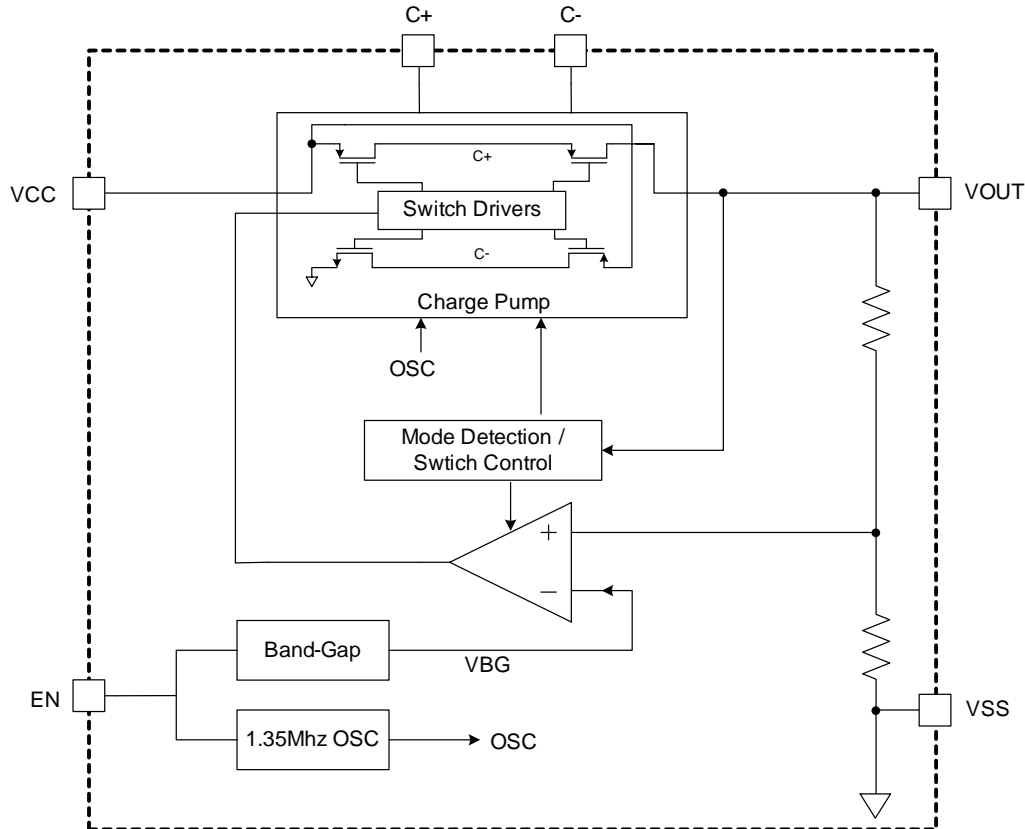 C+
C-
C+
VCC
Switch Drivers
VOUT
C-
Charge Pump
OSC
Mode Detection /
Swtich Control
+
−
Band-Gap
VBG
EN
VSS
1.35Mhz OSC
OSC